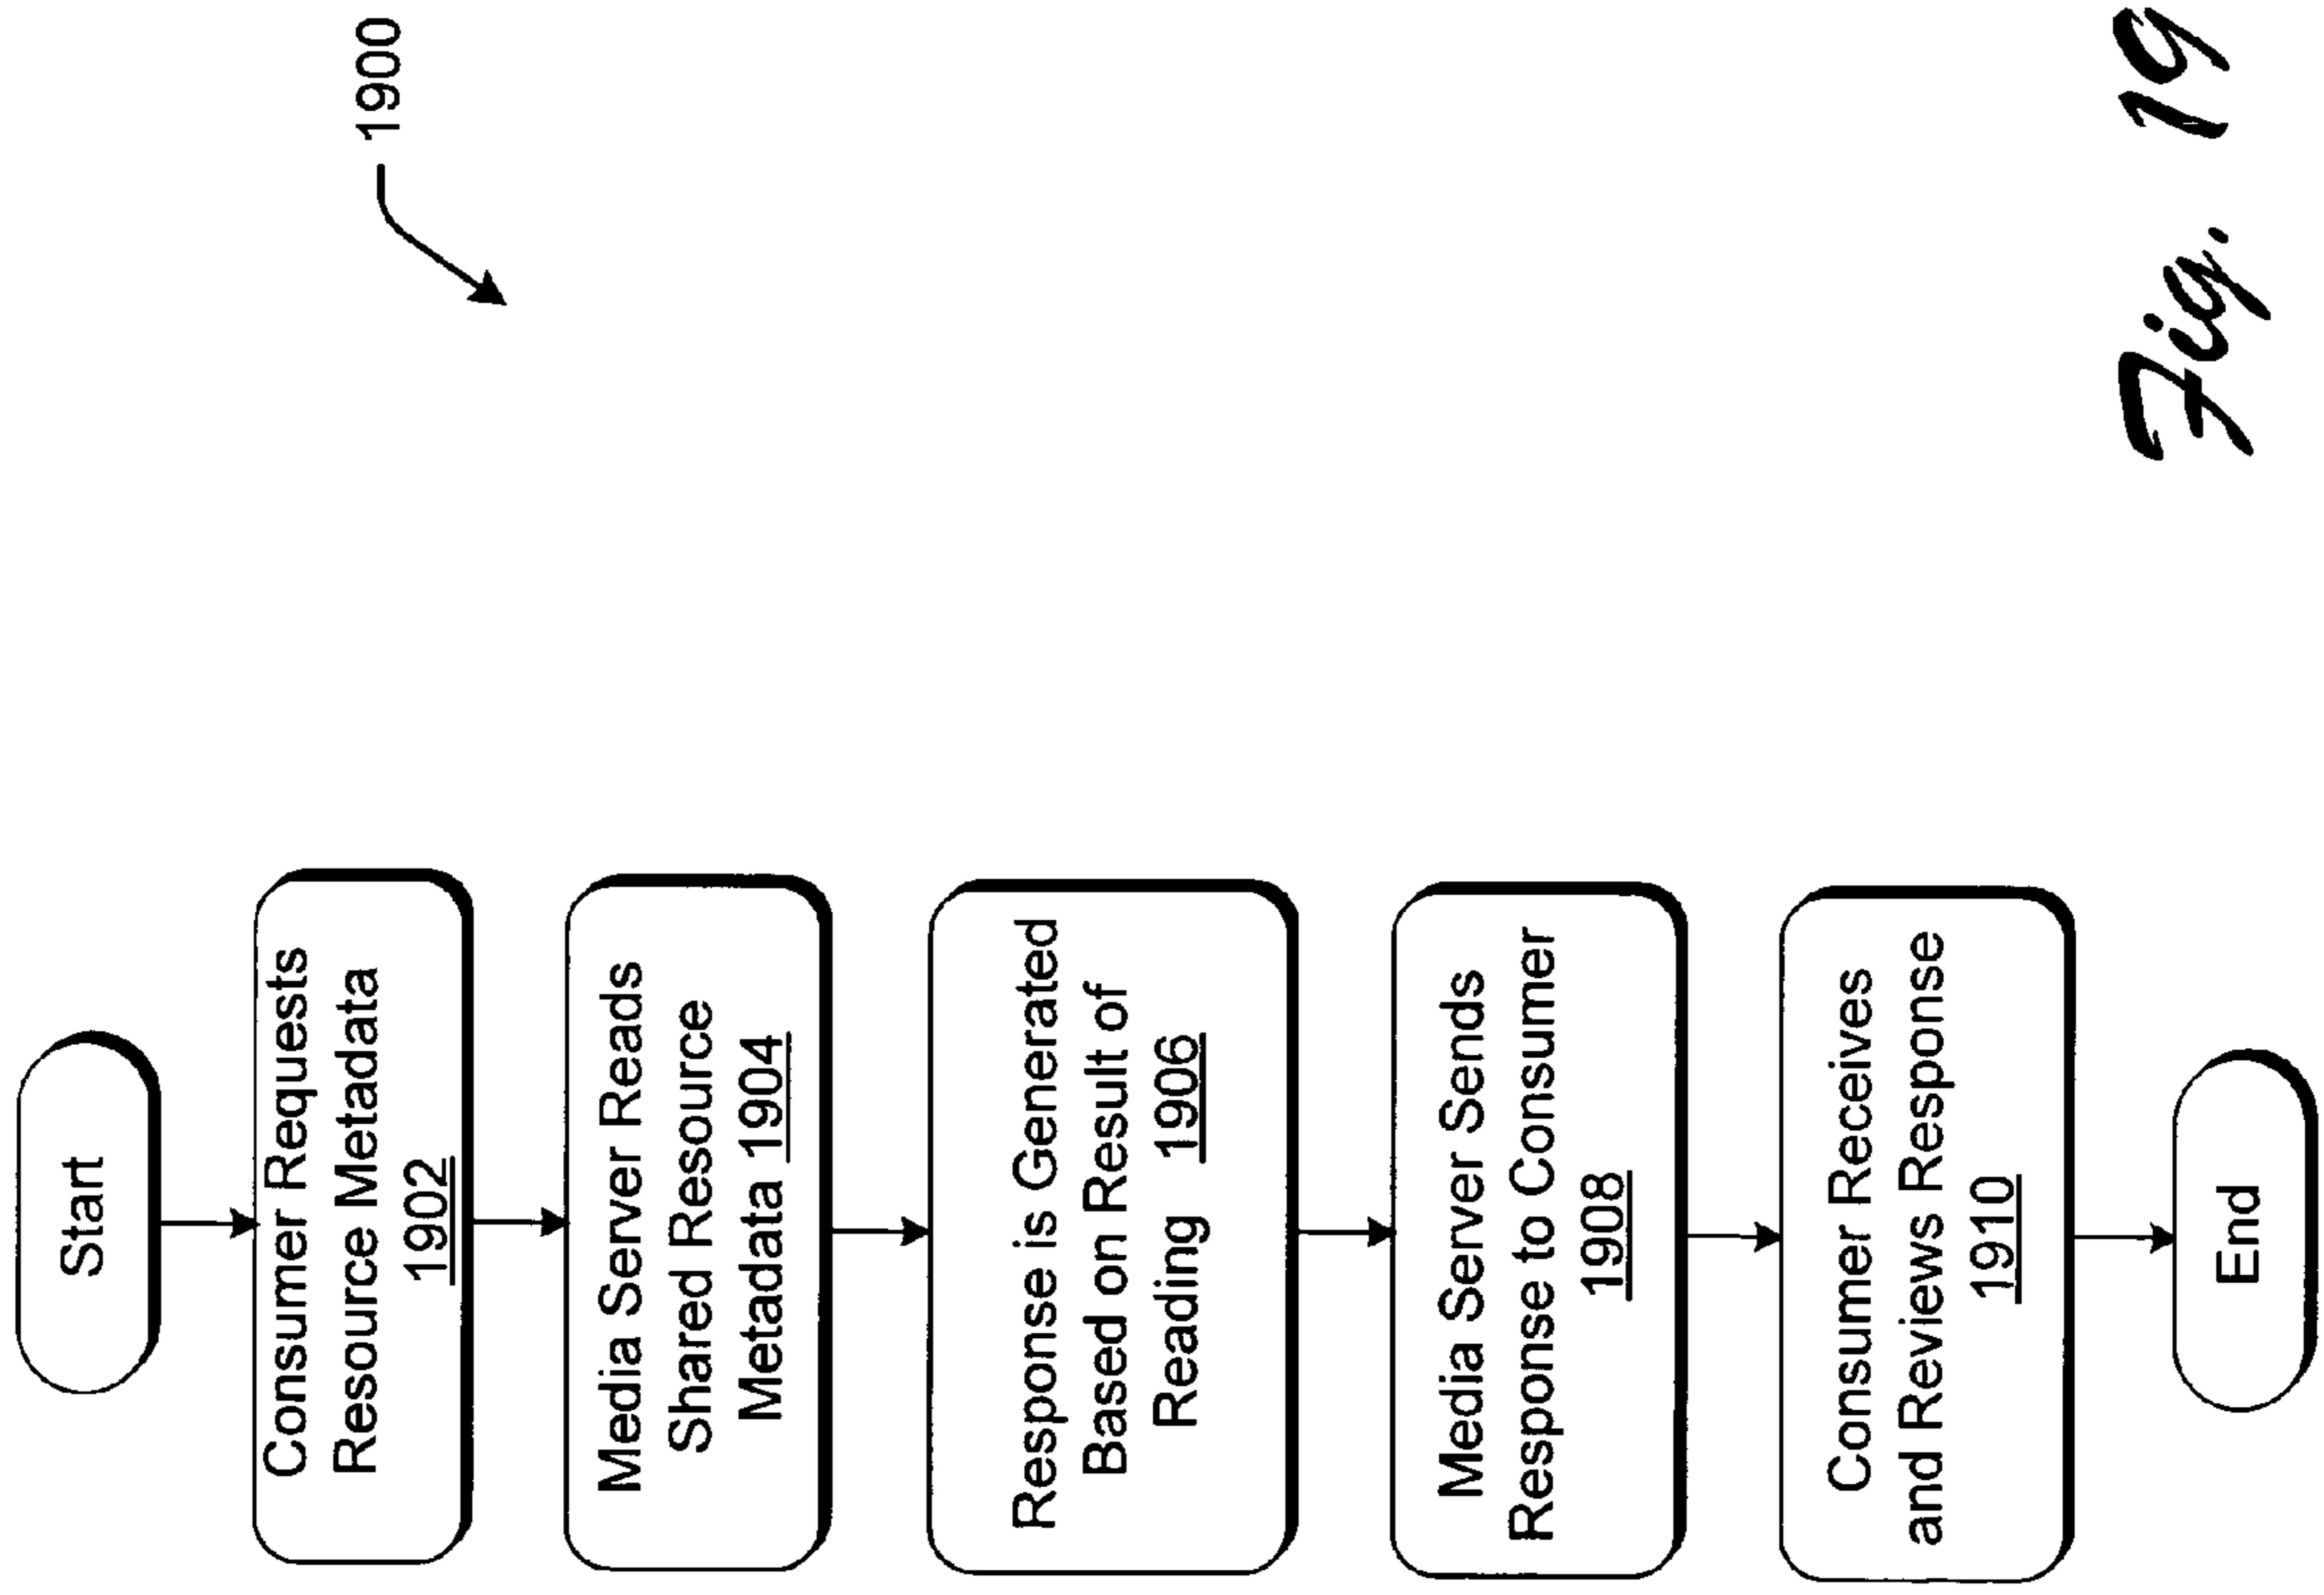 1900
Start
Consumer Requests
Resource Metadata
1902
Media Server Reads
Shared Resource
Metadata 1904
Response is Generated
Based on Result of
Reading 1906
Media Server Sends
Response to Consumer
1908
Consumer Receives
and Reviews Response
1910
End
Fig. 19